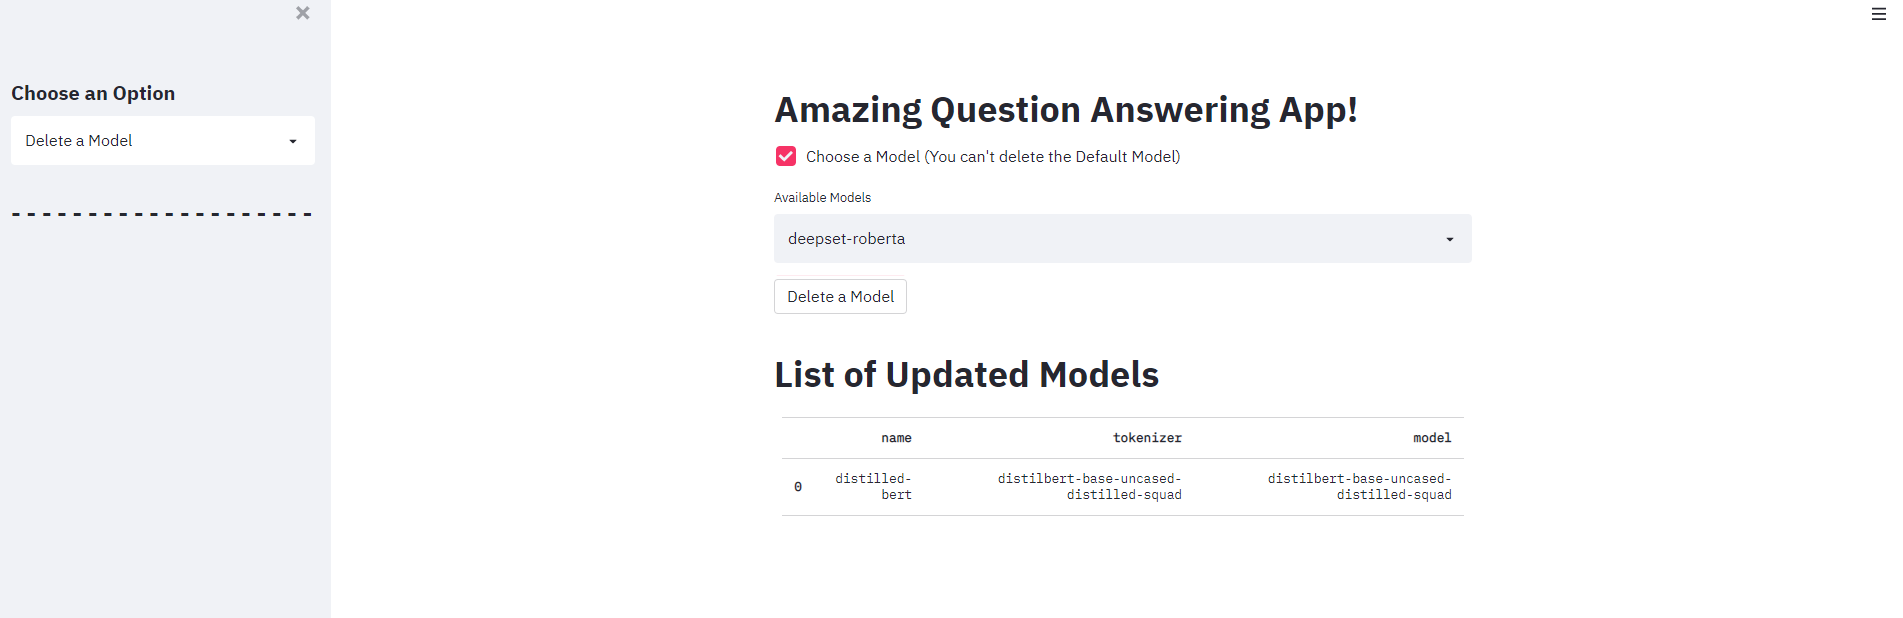 Choose an Option
Delete a Model
--------------------
Amazing Question Answering App!
Choose a Model (You can't delete the Default Model)
Available Models
deepset-roberta
Delete a Model
List of Updated Models
name tokenizer model
0 distilled- distilbert-base-uncased- distilbert-base-uncased-
bert distilled-squad distilled-squad